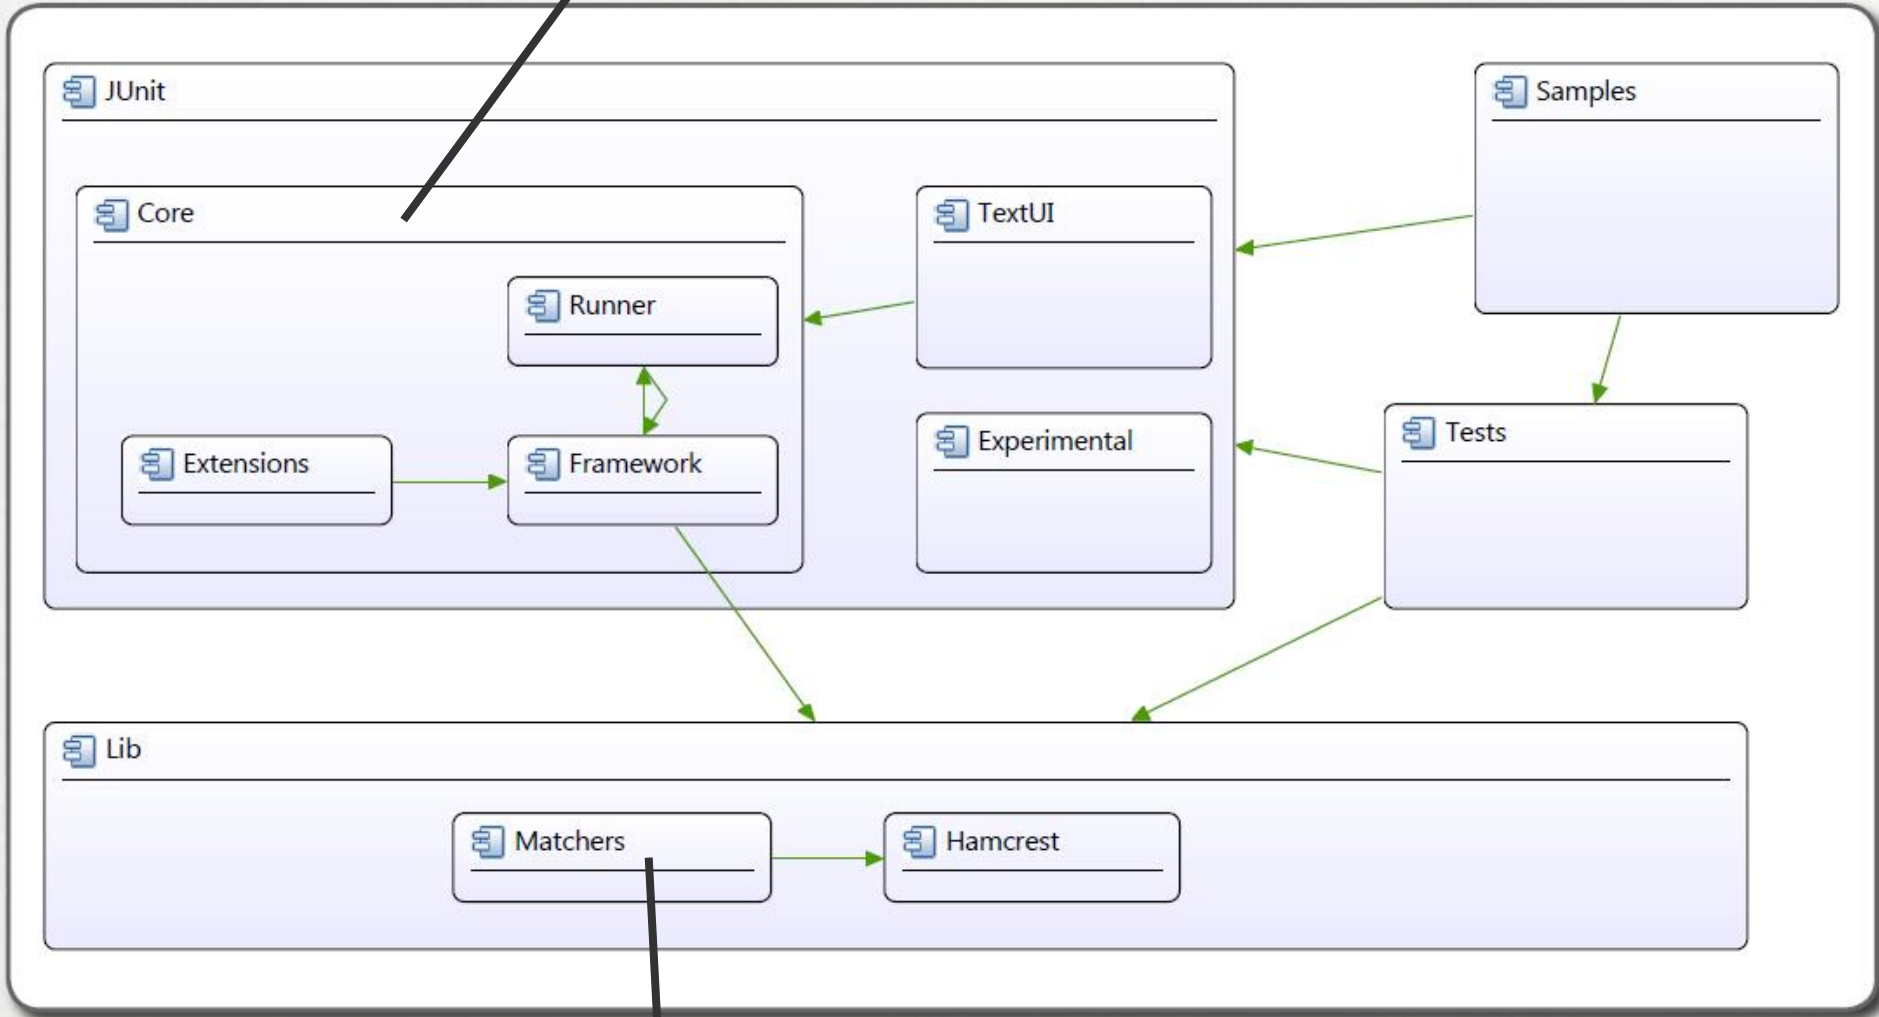 JUnit
Samples
Core
TextUI
Runner
Experimental
Tests
Extensions
Framework
Lib
Matchers
Hamcrest